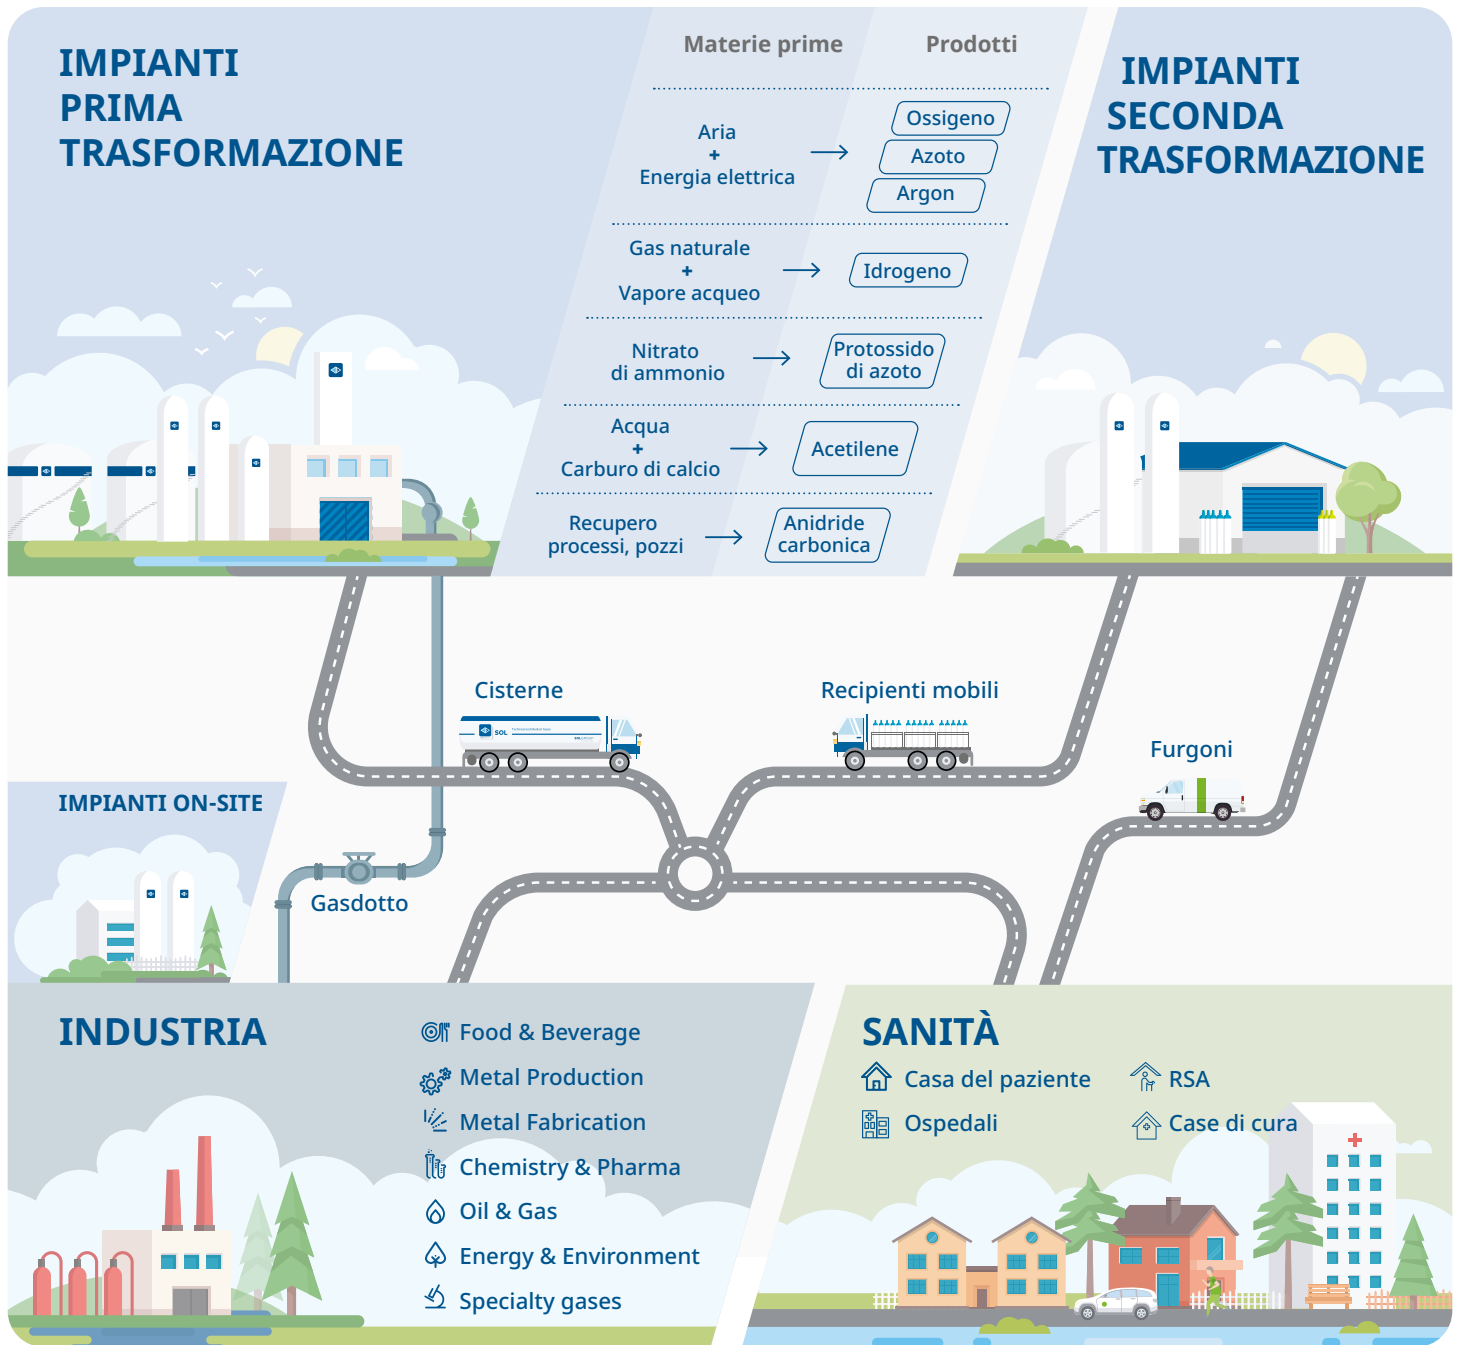 IMPIANTI
PRIMA
TRASFORMAZIONE
Materie prime
Prodotti
Aria
+
Energia elettrica
Ossigeno
Azoto
Argon
Gas naturale
+
Vapore acqueo
Idrogeno
Nitrato
di ammonio
Protossido
di azoto
Acqua
+
Carburo di calcio
Acetilene
Recupero
processi, pozzi
Anidride
carbonica
IMPIANTI
SECONDA
TRASFORMAZIONE
Cisterne
SOL
Recipienti mobili
Furgoni
IMPIANTI ON-SITE
Gasdotto
INDUSTRIA
Food & Beverage
Metal Production
Metal Fabrication
Chemistry & Pharma
Oil & Gas
Energy & Environment
Specialty gases
SANITÀ
Casa del paziente
RSA
Ospedali
Case di cura